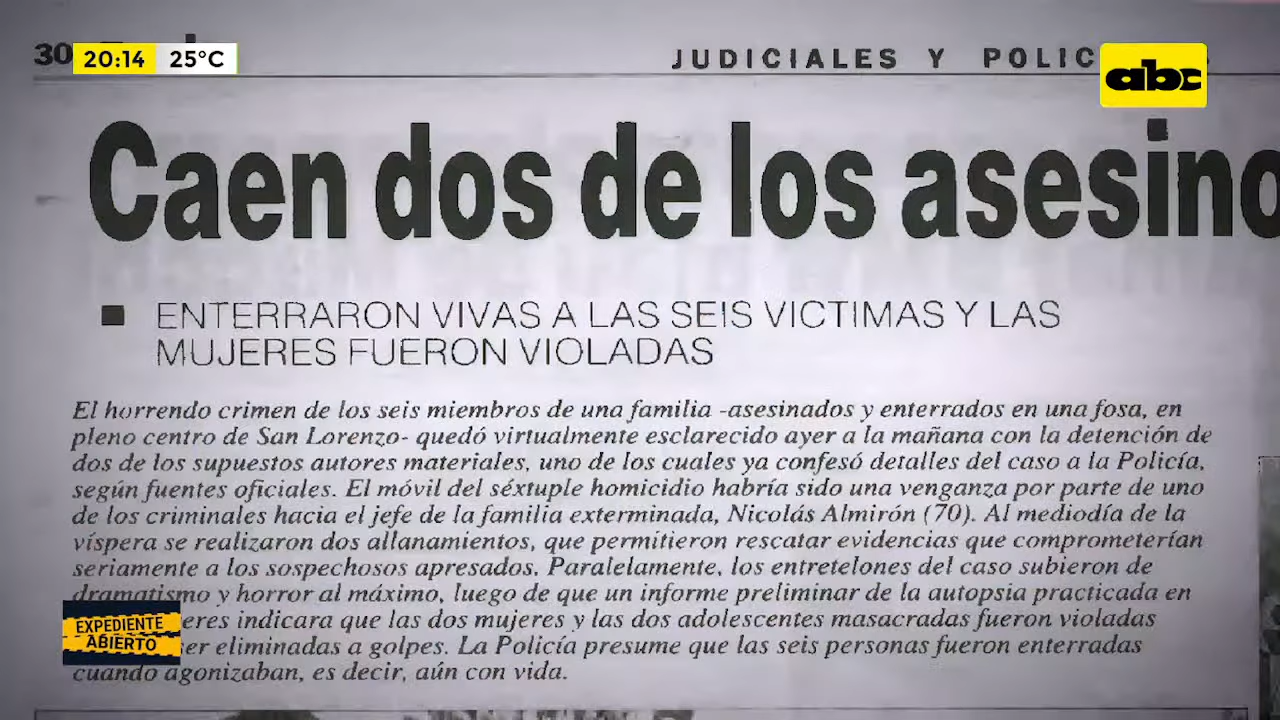 30
20:14 25°C
JUDICIALES Y POLIC
abc
Caen dos de los asesino
ENTERRARON VIVAS A LAS SEIS VICTIMAS Y LAS
MUJERES FUERON VIOLADAS
El horrendo crimen de los seis miembros de una familia -asesinados y enterrados en una fosa, en
pleno centro de San Lorenzo- quedó virtualmente esclarecido ayer a la mañana con la detención de
dos de los supuestos autores materiales, uno de los cuales ya confesó detalles del caso a la Policía,
según fuentes oficiales. El móvil del séxtuple homicidio habría sido una venganza por parte de uno
de los criminales hacia el jefe de la familia exterminada, Nicolás Almirón (70). Al mediodía de la
víspera se realizaron dos allanamientos, que permitieron rescatar evidencias que comprometerían
seriamente a los sospechosos apresados. Paralelamente, los entretelones del caso subieron de
dramatismo y horror al máximo, luego de que un informe preliminar de la autopsia practicada en
eres indicara que las dos mujeres y las dos adolescentes masacradas fueron violadas
ser eliminadas a golpes. La Policía presume que las seis personas fueron enterradas
cuando agonizaban, es decir, aún con vida.
EXPEDIENTE
ABIERTO